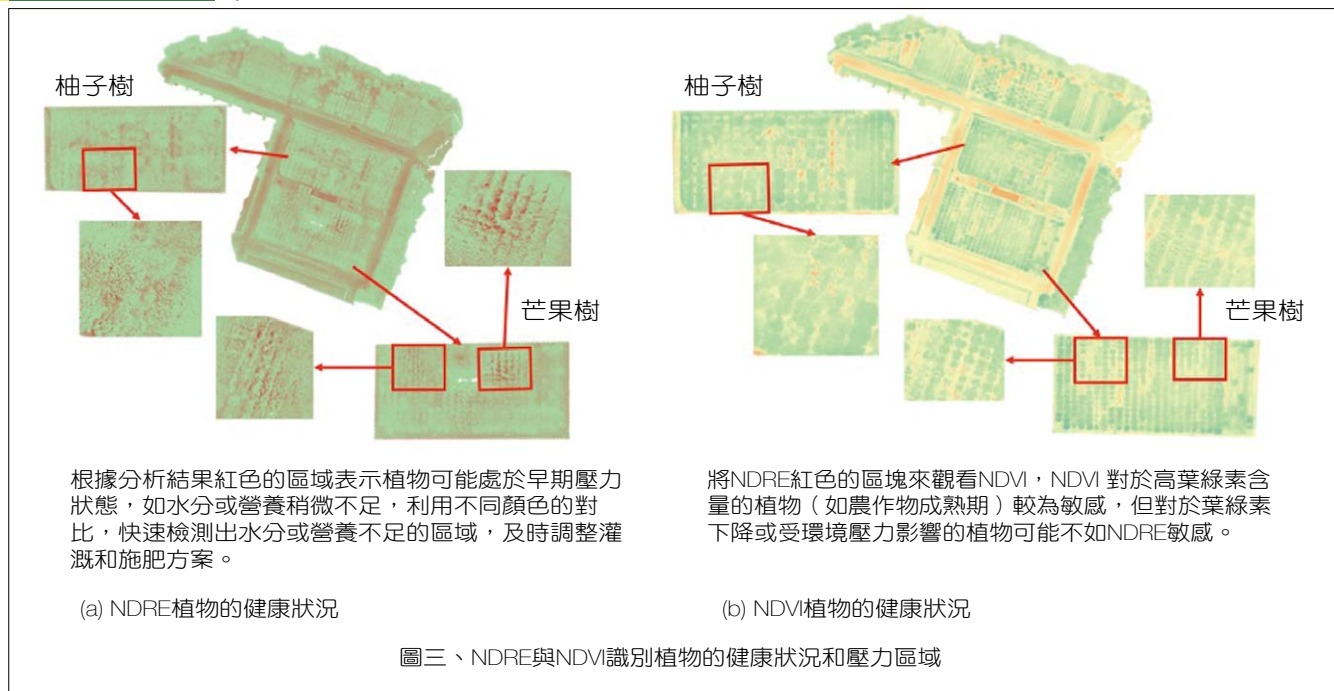 柚子樹
芒果樹
根據分析結果紅色的區域表示植物可能處於早期壓力
狀態，如水分或營養稍微不足，利用不同顏色的對
比，快速檢測出水分或營養不足的區域，及時調整灌
溉和施肥方案。
(a) NDRE植物的健康狀況
柚子樹
芒果樹
將NDRE紅色的區塊來觀看NDVI，NDVI 對於高葉綠素含
量的植物（如農作物成熟期）較為敏感，但對於葉綠素
下降或受環境壓力影響的植物可能不如NDRE敏感。
(b) NDVI植物的健康狀況
圖三、NDRE與NDVI識別植物的健康狀況和壓力區域